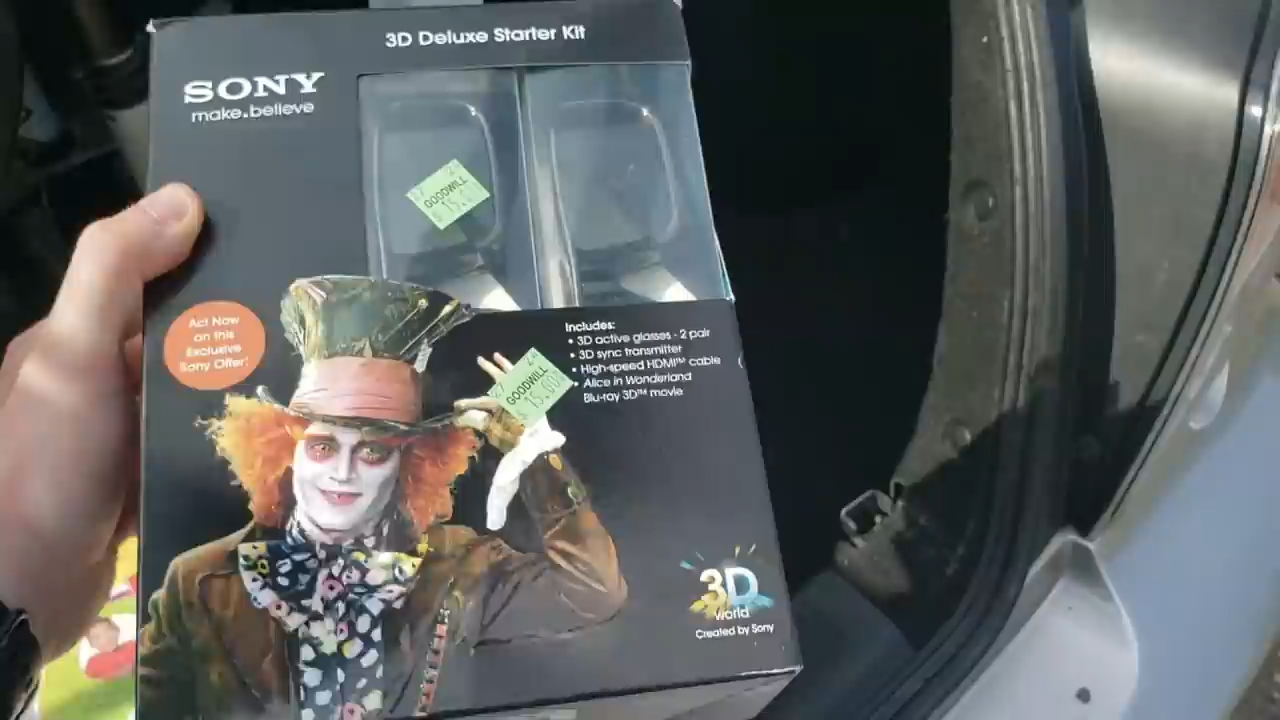 3D Deluxe Starter Kit
SONY
make.believe
GOODWILL
Act Now
on this
Exclusive
Sony Offer!
Includes:
• 3D active glasses - 2 pair
• 3D sync transmitter
• High-speed HDMI™ cable
• Alice in Wonderland
Blu-ray 3D™ movie
GOODWILL
3D
world
Created by Sony